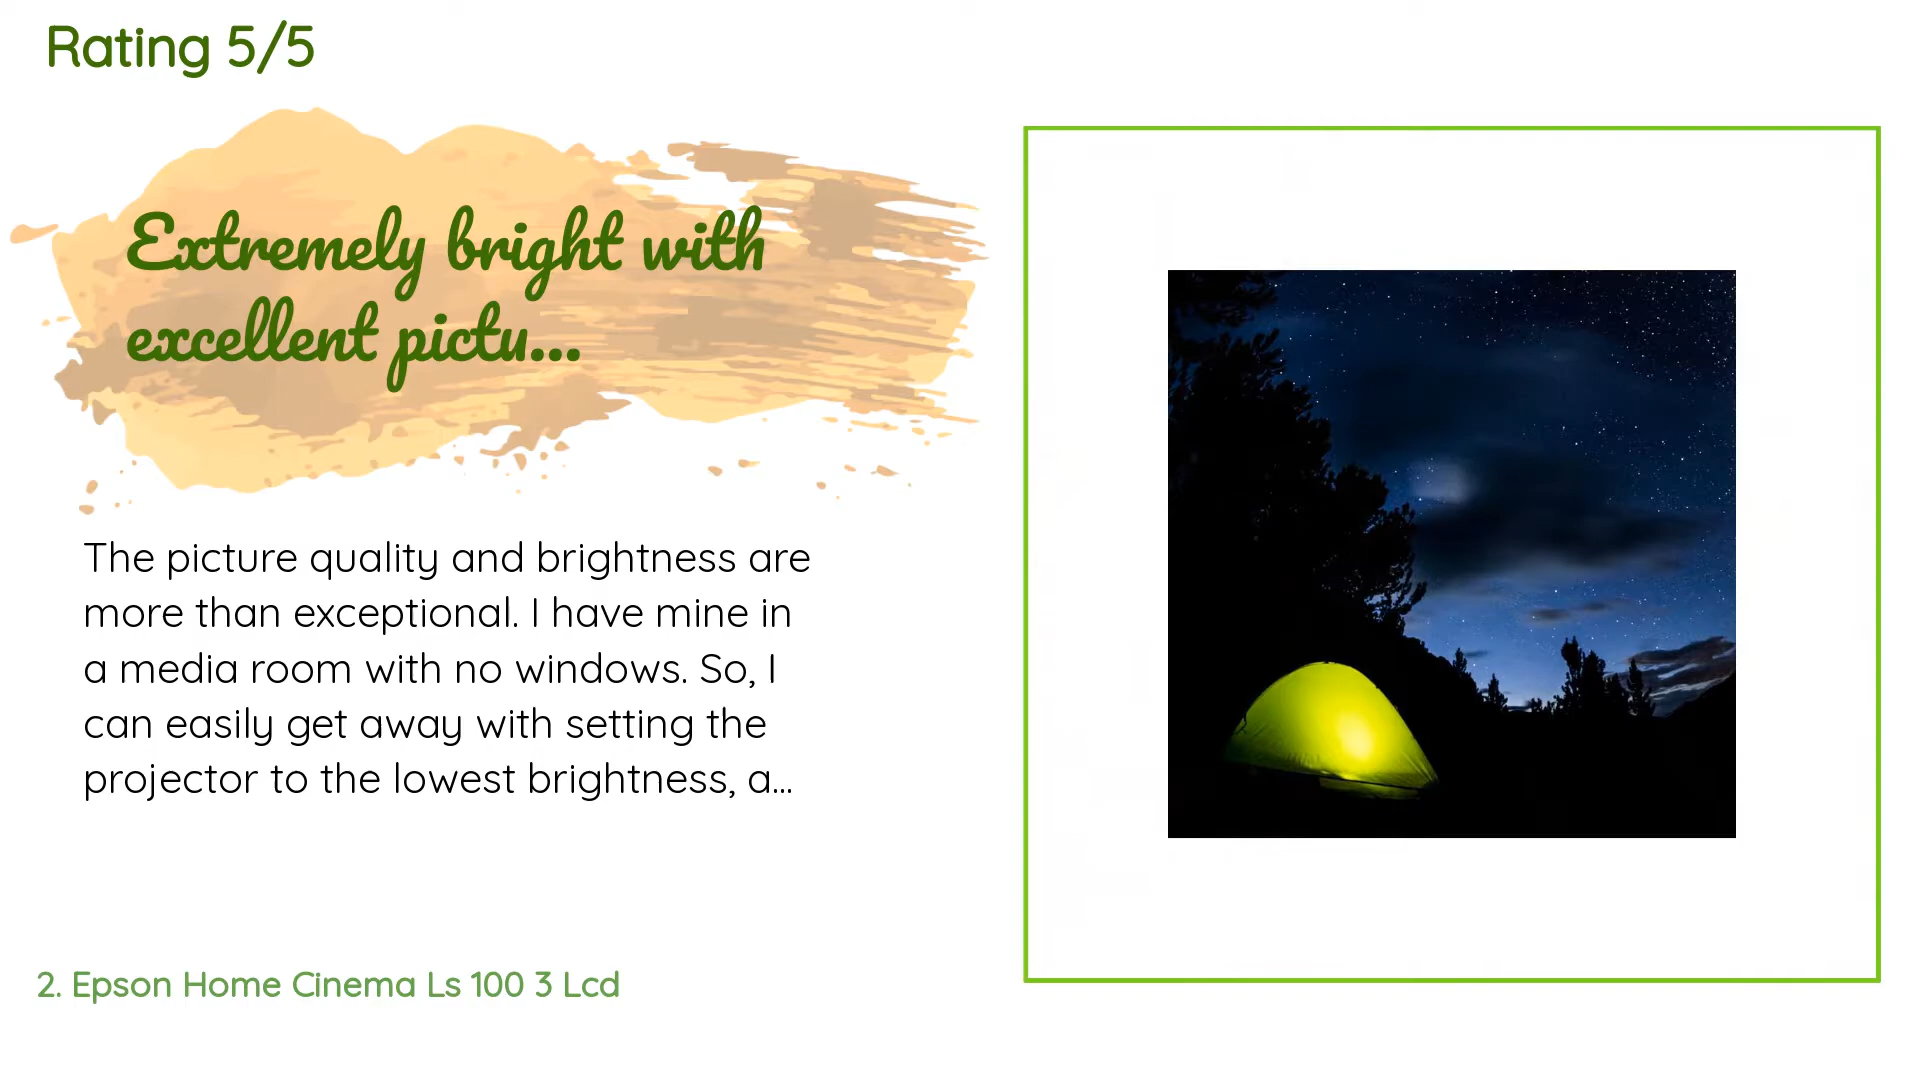 Rating 5/5
Extremely bright with
excellent pictu...
The picture quality and brightness are
more than exceptional. I have mine in
a media room with no windows. So, I
can easily get away with setting the
projector to the lowest brightness, a...
2. Epson Home Cinema Ls 100 3 Lcd